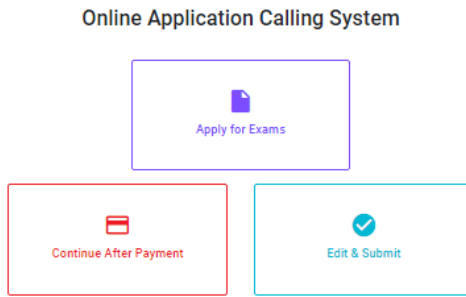 Online Application Calling System
Apply for Exams
Continue After Payment
Edit & Submit